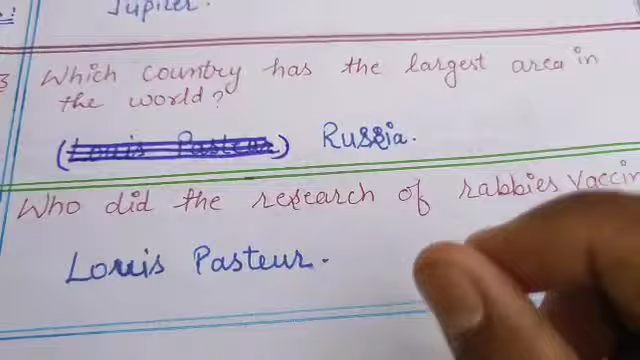 Jupiter.
3 Which country has the largest area in
the world?
(Louis Pasteur) Russia.
Who did the research of rabbies Vaccin
Louis Pasteur.